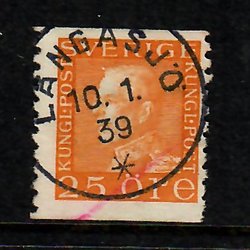 SVERIGE
KUNGL·POST
KUNGL·POST
25 ÖRE
LÅNGASJÖ
10. 1.
39